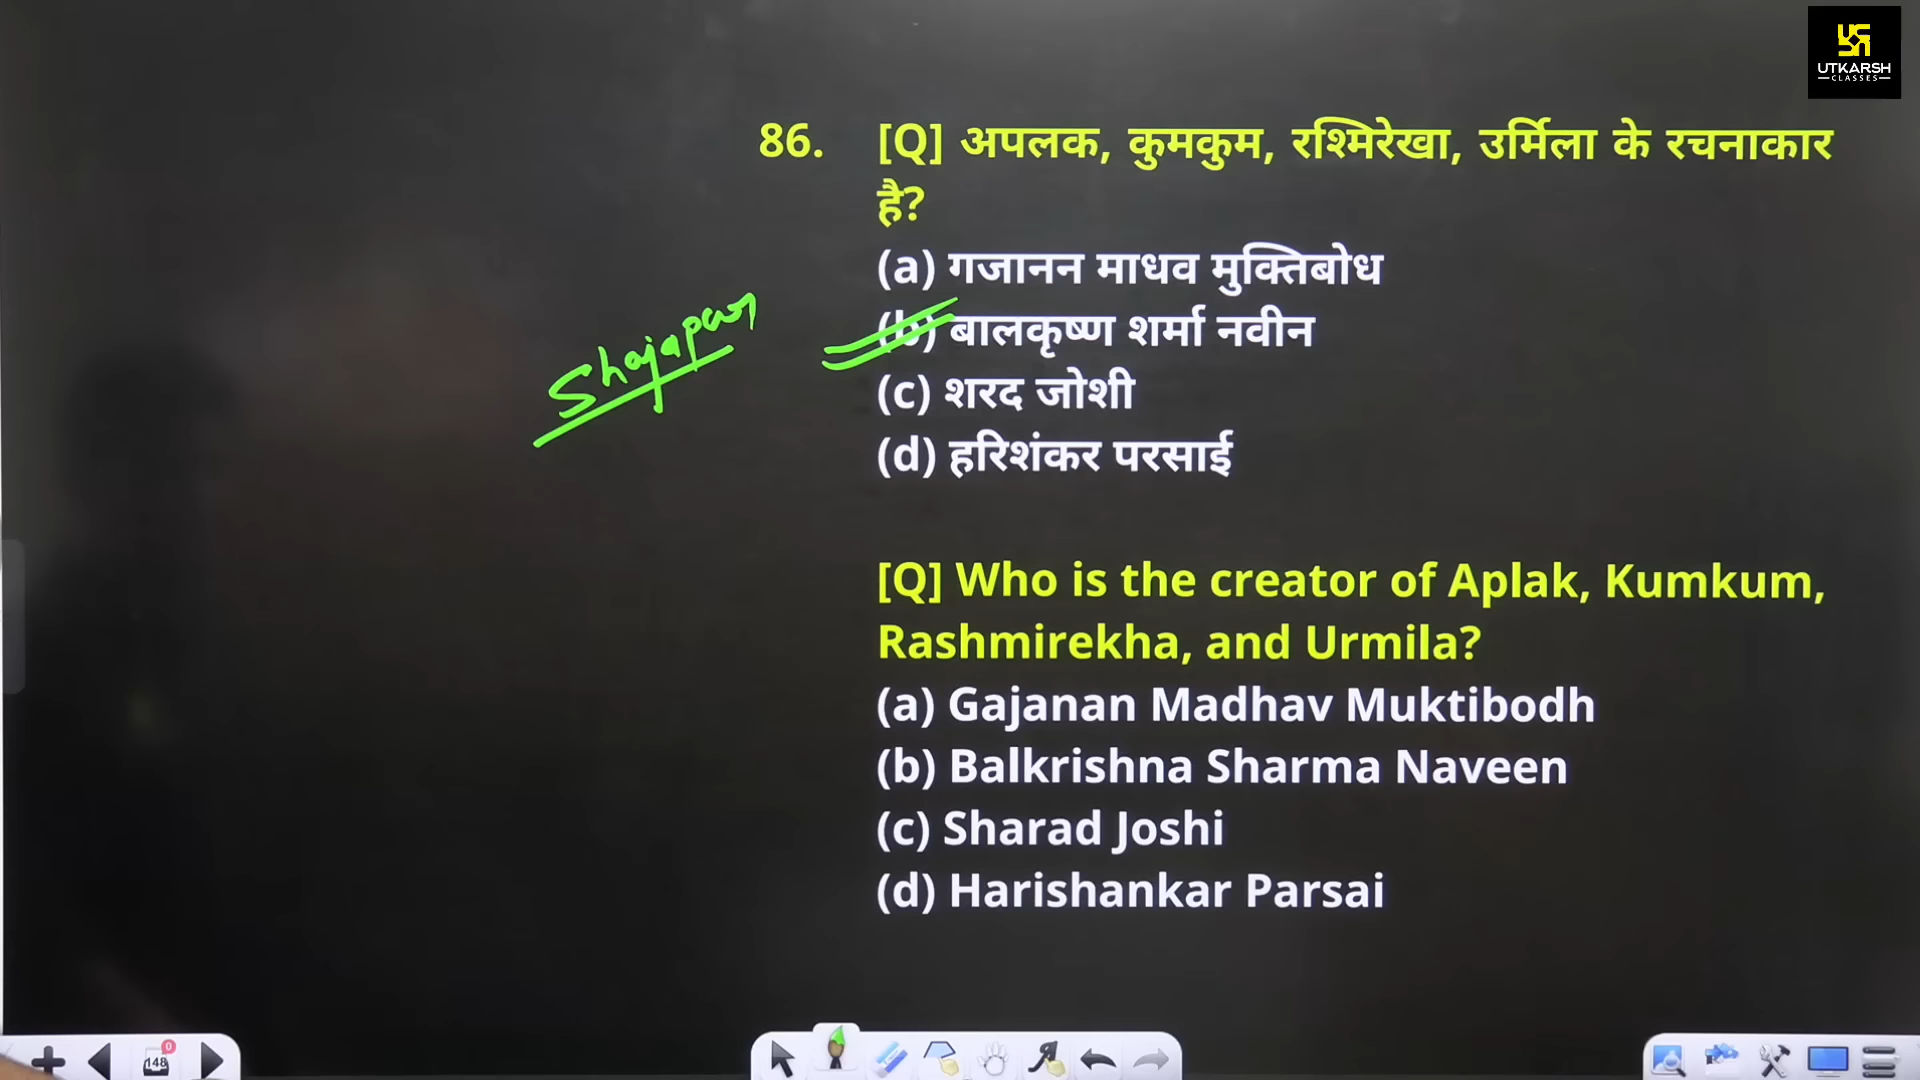 UTKARSH
CLASSES
86. [Q] अपलक, कुमकुम, रश्मिरेखा, उर्मिला के रचनाकार
है?
(a) गजानन माधव मुक्तिबोध
(b) बालकृष्ण शर्मा नवीन
(c) शरद जोशी
(d) हरिशंकर परसाई
Shajapur
[Q] Who is the creator of Aplak, Kumkum,
Rashmirekha, and Urmila?
(a) Gajanan Madhav Muktibodh
(b) Balkrishna Sharma Naveen
(c) Sharad Joshi
(d) Harishankar Parsai
148
0